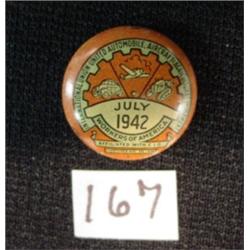 INTERNATIONAL UNION UNITED AUTOMOBILE, AIRCRAFT
JULY
1942
WORKERS OF AMERICA
AFFILIATED WITH C.I.O.
167